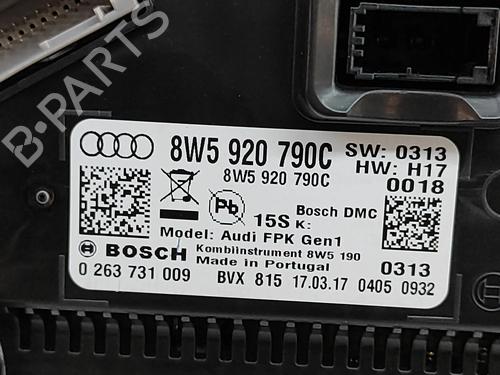 B-PARTS
8W5 920 790C SW: 0313
8W5 920 790C HW: H17
0018
Pb 15S K: Bosch DMC
Model: Audi FPK Gen1
BOSCH Kombiinstrument 8W5 190 0313
Made in Portugal
0 263 731 009 BVX 815 17.03.17 0405 0932